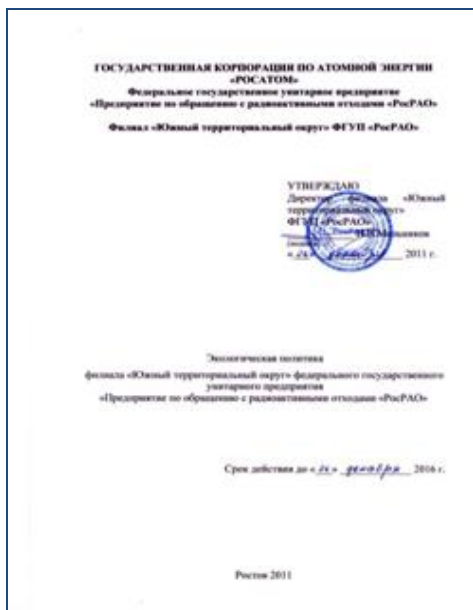 ГОСУДАРСТВЕННАЯ КОРПОРАЦИЯ ПО АТОМНОЙ ЭНЕРГИИ
«РОСАТОМ»
Федеральное государственное унитарное предприятие
«Предприятие по обращению с радиоактивными отходами «РосРАО»
Филиал «Южный территориальный округ» ФГУП «РосРАО»
УТВЕРЖДАЮ
Директор филиала «Южный
территориальный округ»
ФГУП «РосРАО»
2011 г.
Экологическая политика
филиала «Южный территориальный округ» федерального государственного
унитарного предприятия
«Предприятие по обращению с радиоактивными отходами «РосРАО»
Срок действия до « » декабря 2016 г.
Ростов 2011